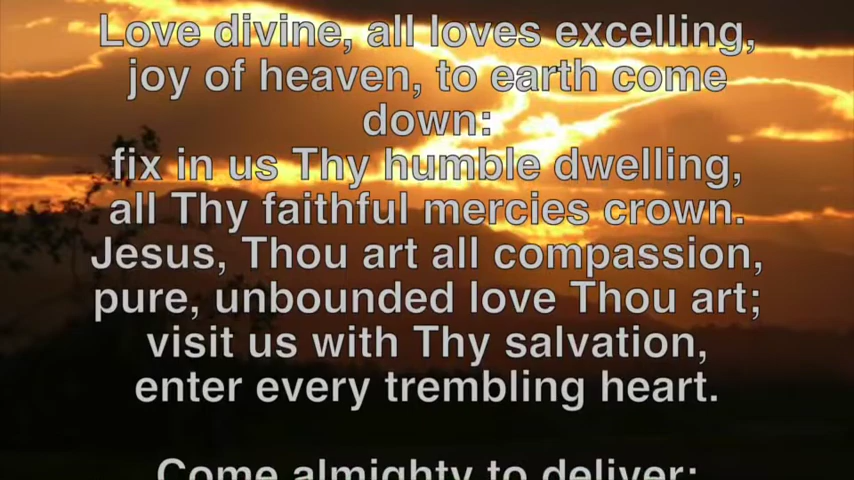 Love divine, all loves excelling,
joy of heaven, to earth come
down:
fix in us Thy humble dwelling,
all Thy faithful mercies crown.
Jesus, Thou art all compassion,
pure, unbounded love Thou art;
visit us with Thy salvation,
enter every trembling heart.
Come almighty to deliver;